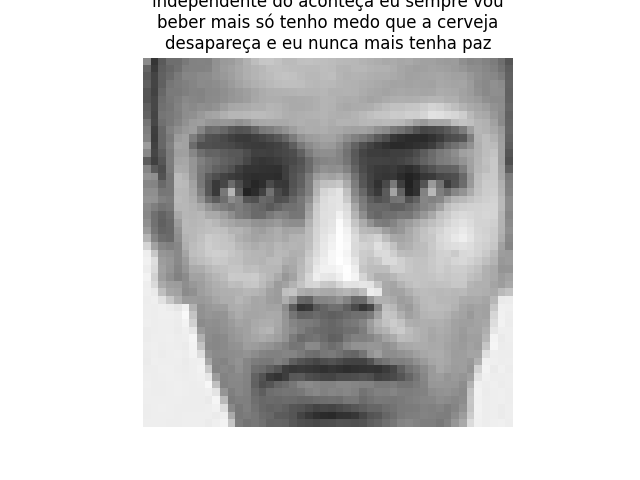 independente do aconteça eu sempre vou
beber mais só tenho medo que a cerveja
desapareça e eu nunca mais tenha paz